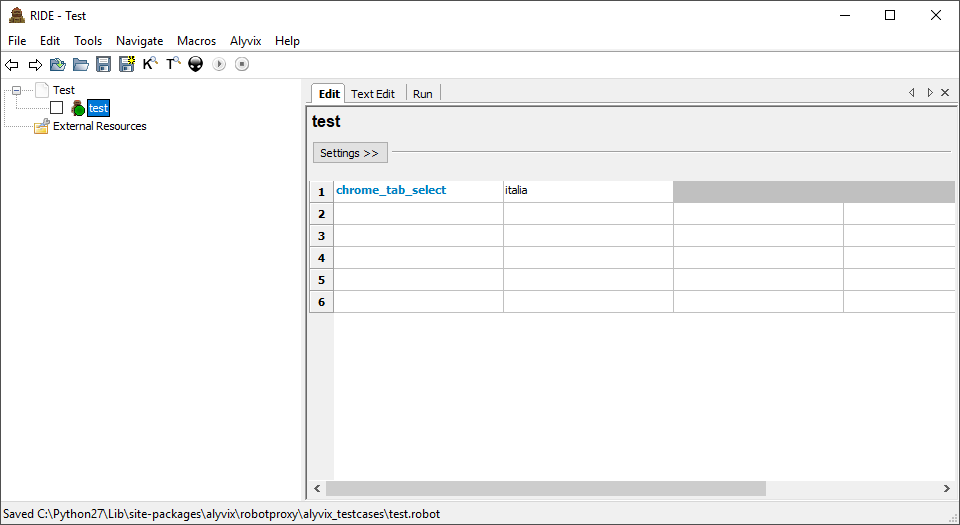 RIDE - Test
File Edit Tools Navigate Macros Alyvix Help
K T
Test
test
External Resources
Edit Text Edit Run
test
Settings >>
1 chrome_tab_select italia
2
3
4
5
6
Saved C:\Python27\Lib\site-packages\alyvix\robotproxy\alyvix_testcases\test.robot